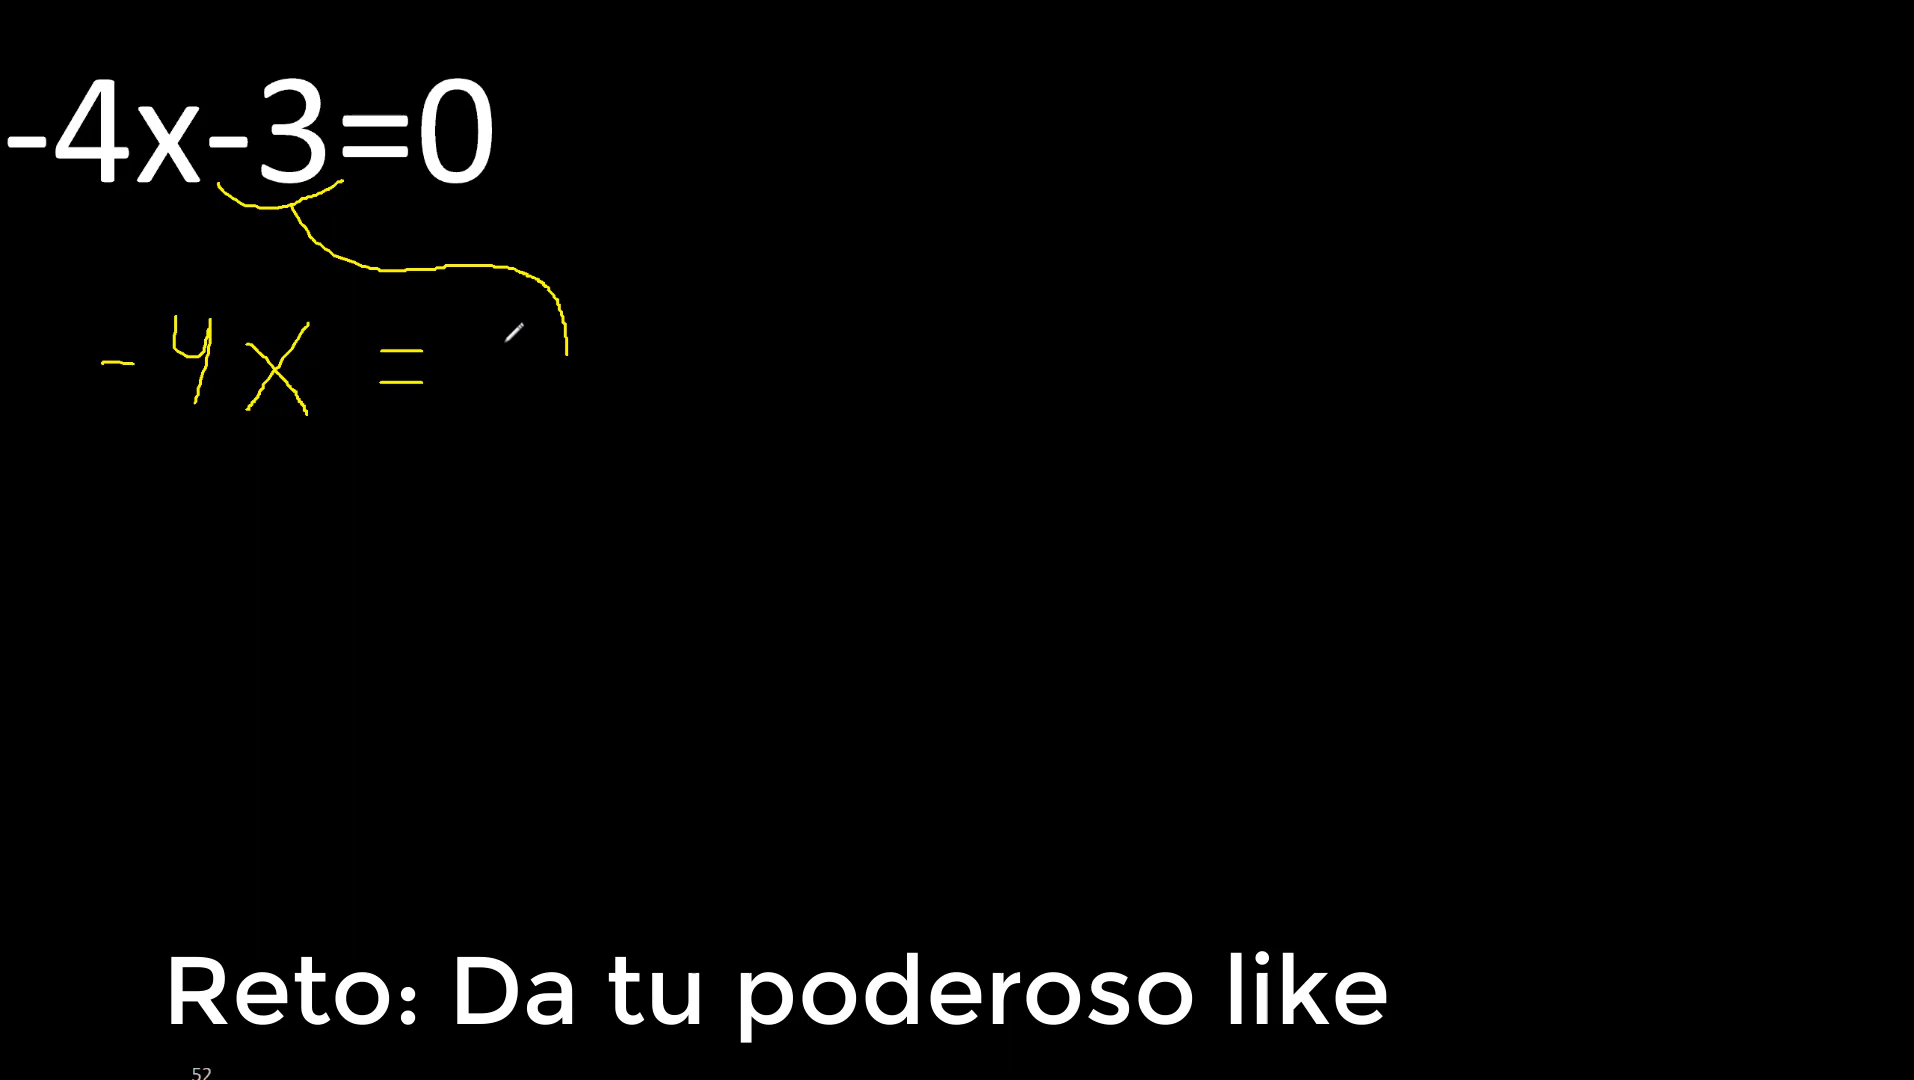 -4x-3=0
- 4x =
Reto: Da tu poderoso like
52